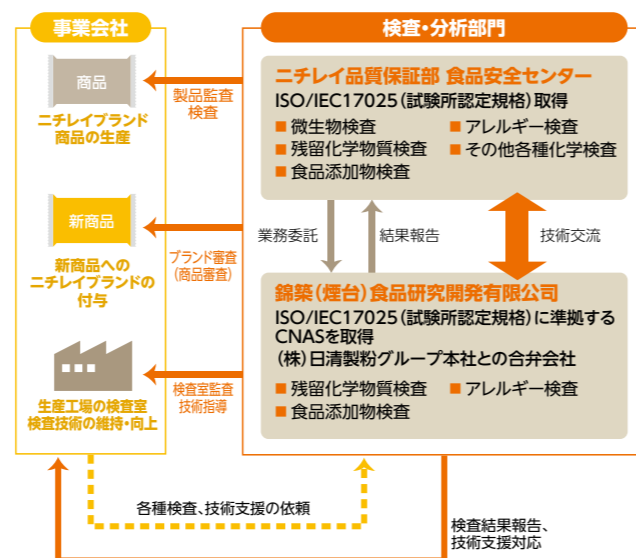 事業会社
商品
ニチレイブランド
商品の生産
新商品
新商品への
ニチレイブランドの
付与
生産工場の検査室
検査技術の維持・向上
製品監査
検査
ブランド審査
（商品審査）
検査室監査
技術指導
検査・分析部門
ニチレイ品質保証部 食品安全センター
ISO/IEC17025（試験所認定規格）取得
■ 微生物検査
■ アレルギー検査
■ 残留化学物質検査
■ その他各種化学検査
■ 食品添加物検査
業務委託
結果報告
技術交流
錦築（煙台）食品研究開発有限公司
ISO/IEC17025（試験所認定規格）に準拠する
CNASを取得
（株）日清製粉グループ本社との合弁会社
■ 残留化学物質検査
■ アレルギー検査
■ 食品添加物検査
各種検査、技術支援の依頼
検査結果報告、
技術支援対応